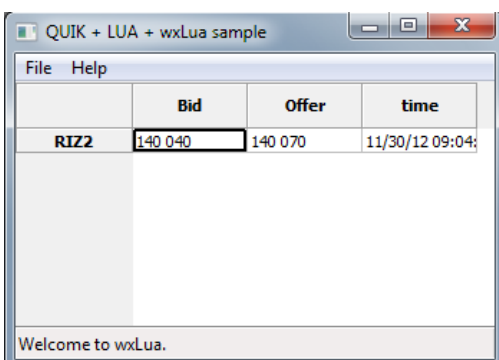 QUIK + LUA + wxLua sample
File Help
Bid Offer time
RIZ2 140 040 140 070 11/30/12 09:04:
Welcome to wxLua.